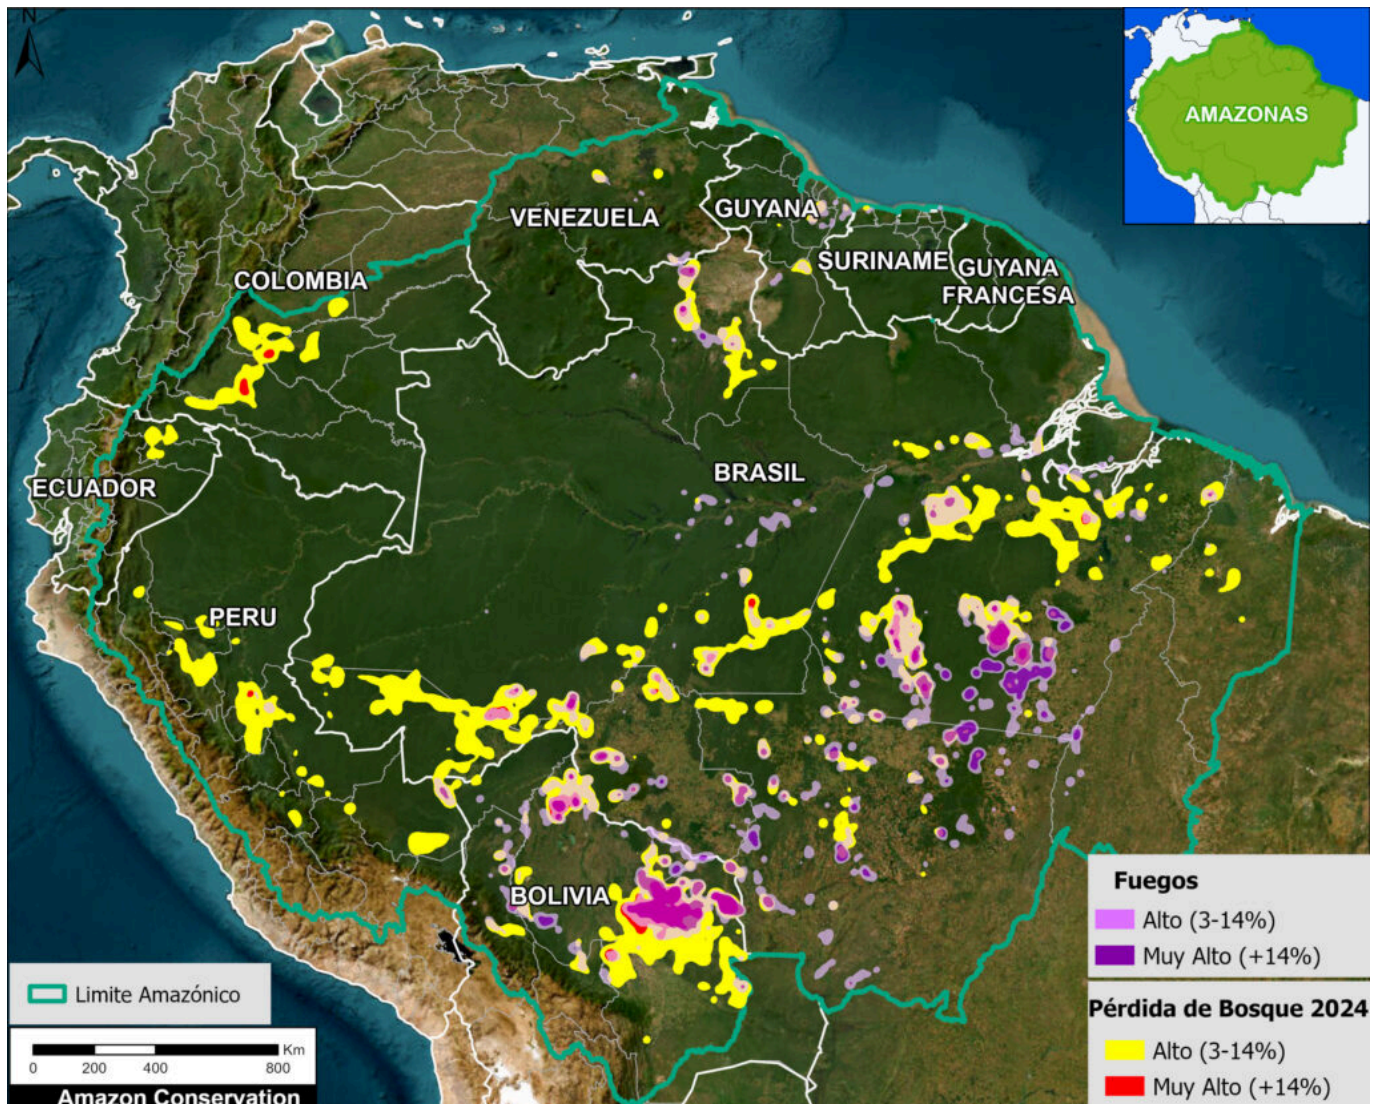 N
AMAZONAS
VENEZUELA
GUYANA
SURINAME
GUYANA
FRANCESA
COLOMBIA
BRASIL
ECUADOR
PERU
BOLIVIA
Fuegos
Alto (3-14%)
Muy Alto (+14%)
Limite Amazónico
Pérdida de Bosque 2024
Alto (3-14%)
Muy Alto (+14%)
Km
0 200 400 800
Amazon Conservation